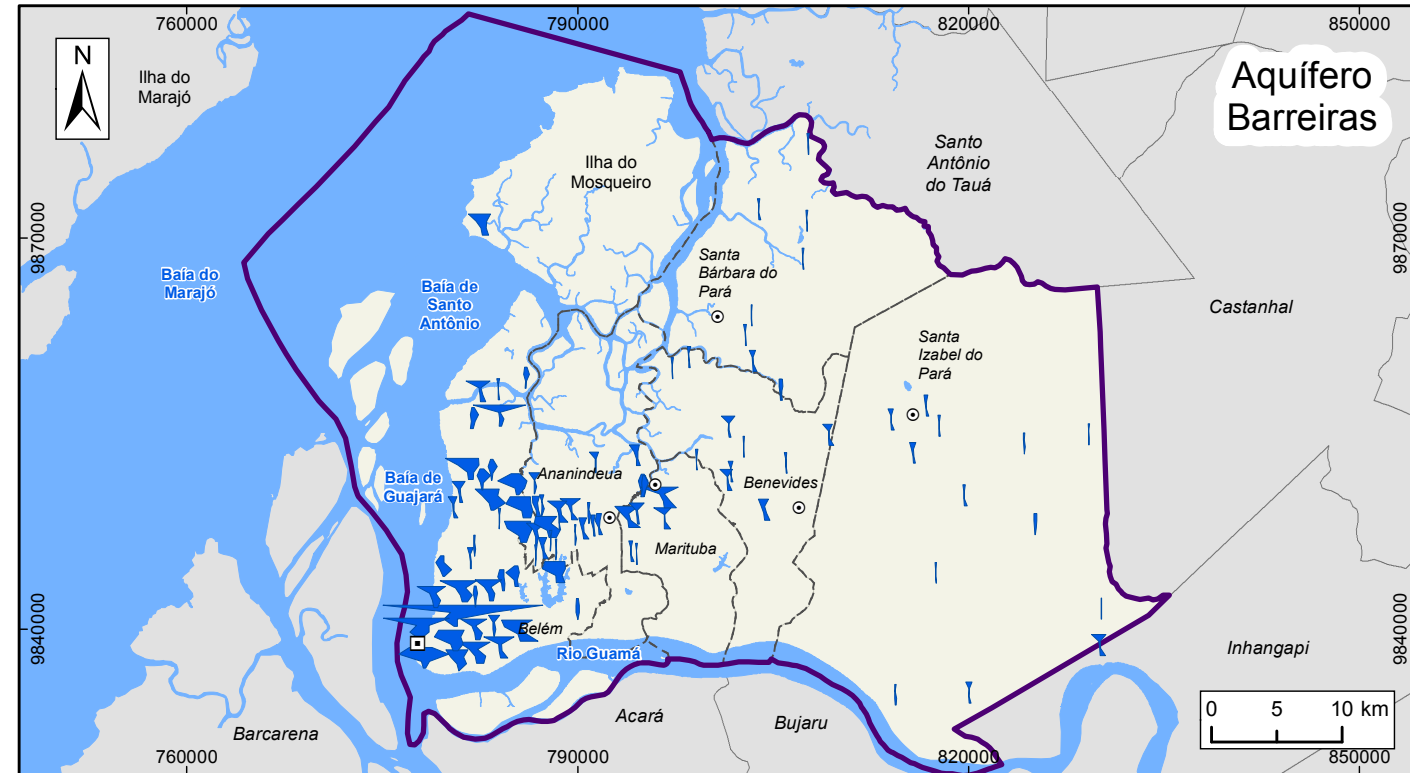 760000
790000
820000
850000
N
Ilha do
Marajó
Aquífero
Barreiras
Santo
Antônio
do Tauá
Ilha do
Mosqueiro
9870000
9870000
Baía do
Marajó
Baía de
Santo
Antônio
Santa
Bárbara do
Pará
Castanhal
Santa
Izabel do
Pará
Baía de
Guajará
Ananindeua
Benevides
Marituba
9840000
9840000
Belém
Rio Guamá
Inhangapi
Acará
Bujaru
Barcarena
0 5 10 km
760000
790000
820000
850000